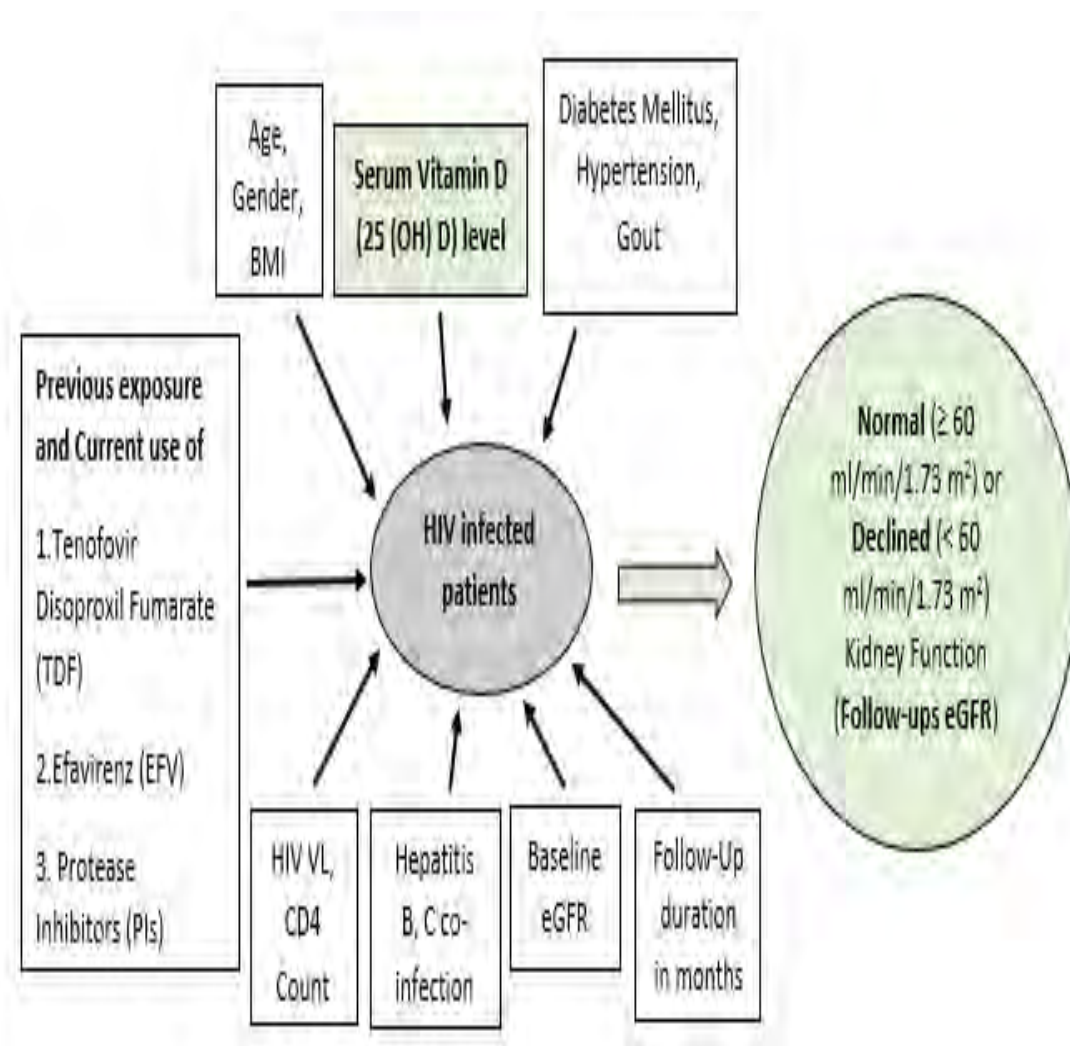 Age,
Gender,
BMI
Serum Vitamin D
(25 (OH) D) level
Diabetes Mellitus,
Hypertension,
Gout
Previous exposure
and Current use of
1.Tenofovir
Disoproxil Fumarate
(TDF)
2.Efavirenz (EFV)
3. Protease
Inhibitors (PIs)
HIV infected
patients
Normal (≥ 60
ml/min/1.73 m²) or
Declined (< 60
ml/min/1.73 m²)
Kidney Function
(Follow-ups eGFR)
HIV VL,
CD4
Count
Hepatitis
B, C co-
infection
Baseline
eGFR
Follow-Up
duration
in months